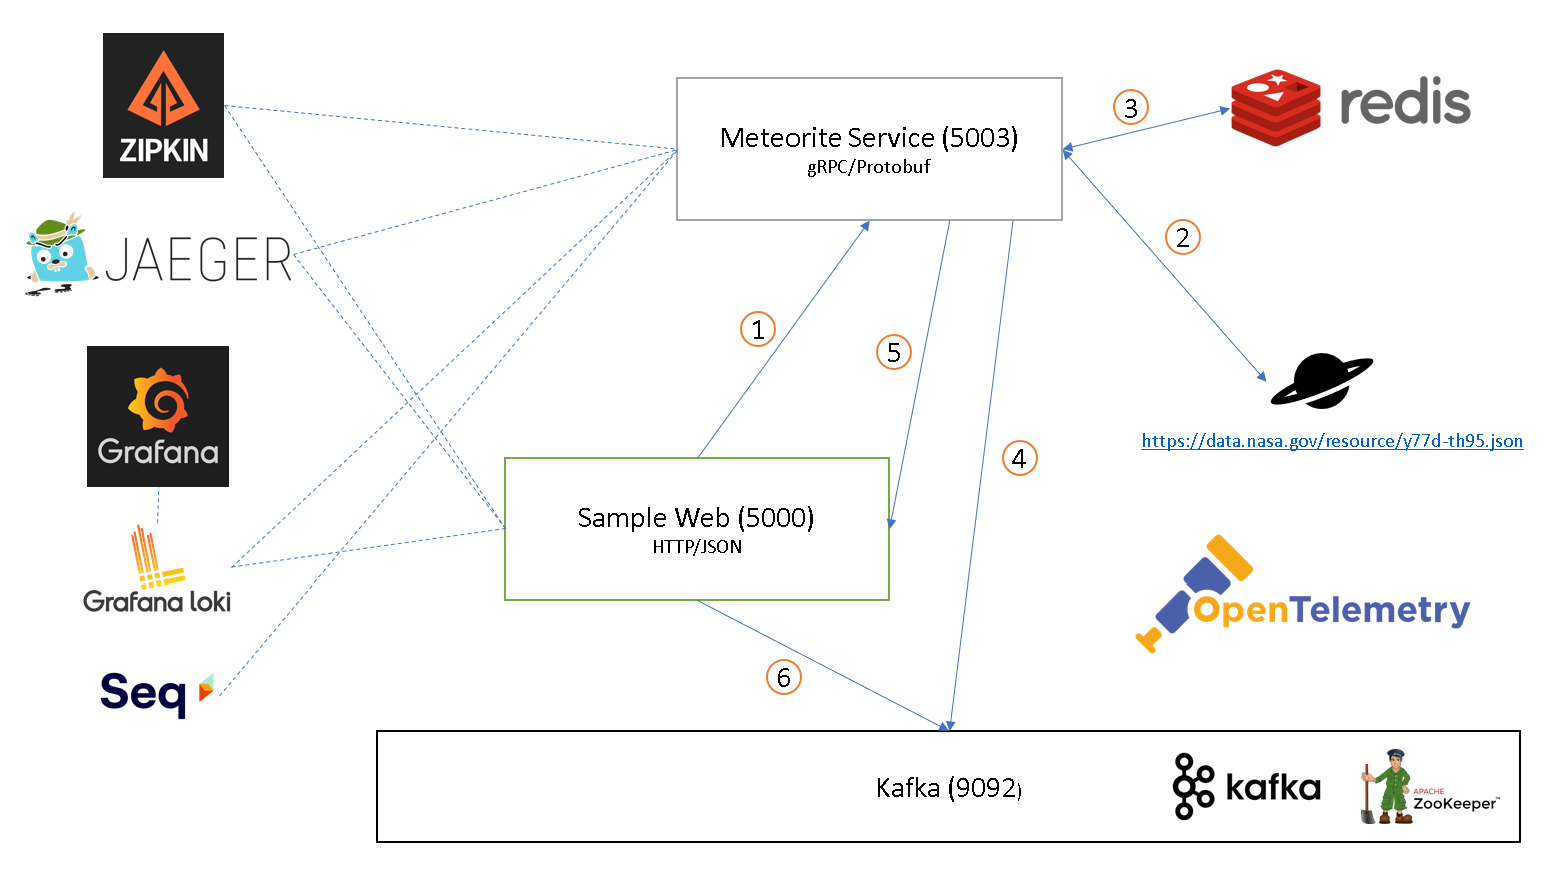 ZIPKIN
JAEGER
Grafana
Grafana loki
Seq
Meteorite Service (5003)
gRPC/Protobuf
3
redis
2
1
5
4
https://data.nasa.gov/resource/y77d-th95.json
Sample Web (5000)
HTTP/JSON
OpenTelemetry
6
Kafka (9092)
kafka
APACHE
ZooKeeper™